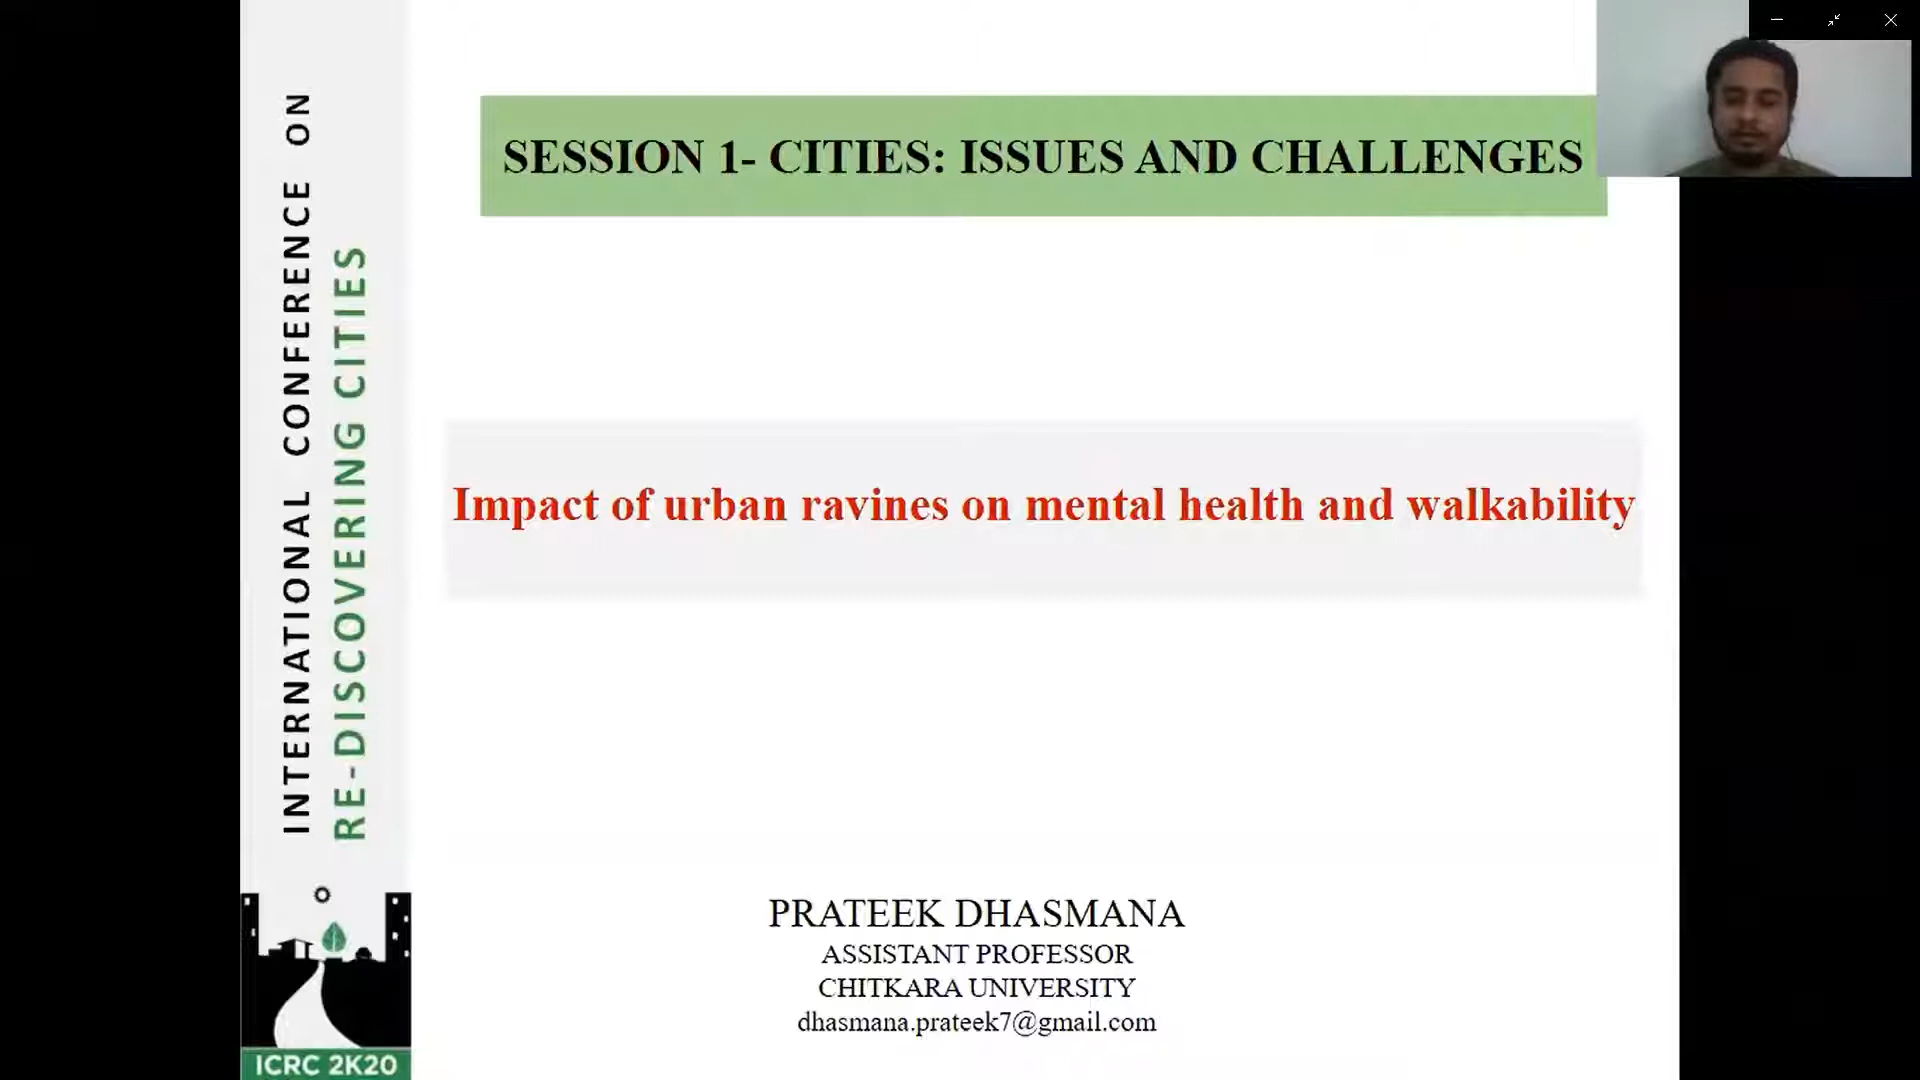 INTERNATIONAL CONFERENCE ON
RE-DISCOVERING CITIES
ICRC 2K20
SESSION 1- CITIES: ISSUES AND CHALLENGES
Impact of urban ravines on mental health and walkability
PRATEEK DHASMANA
ASSISTANT PROFESSOR
CHITKARA UNIVERSITY
dhasmana.prateek7@gmail.com